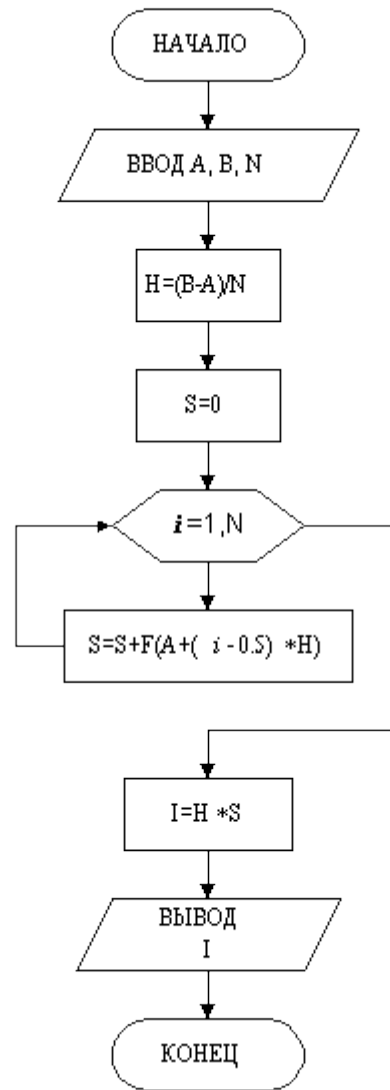 НАЧАЛО
ВВОД A, B, N
H=(B-A)/N
S=0
i=1,N
S=S+F(A+( i -0.5) *H)
I=H *S
ВЫВОД
I
КОНЕЦ